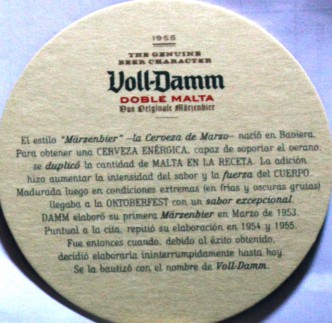 1955
THE GENUINE
BEER CHARACTER
Voll-Damm
DOBLE MALTA
Das Originale Märzenbier
El estilo "Märzenbier" -la Cerveza de Marzo- nació en Baviera.
Para obtener una CERVEZA ENÉRGICA, capaz de soportar el verano,
se duplicó la cantidad de MALTA EN LA RECETA. La adición
hizo aumentar la intensidad del sabor y la fuerza del CUERPO.
Madurada luego en condiciones extremas (en frías y oscuras grutas)
llegaba a la OKTOBERFEST con un sabor excepcional.
DAMM elaboró su primera Märzenbier en Marzo de 1953.
Puntual a la cita, repitió su elaboración en 1954 y 1955.
Fue entonces cuando, debido al éxito obtenido,
decidió elaborarla ininterrumpidamente hasta hoy.
Se la bautizó con el nombre de Voll-Damm.